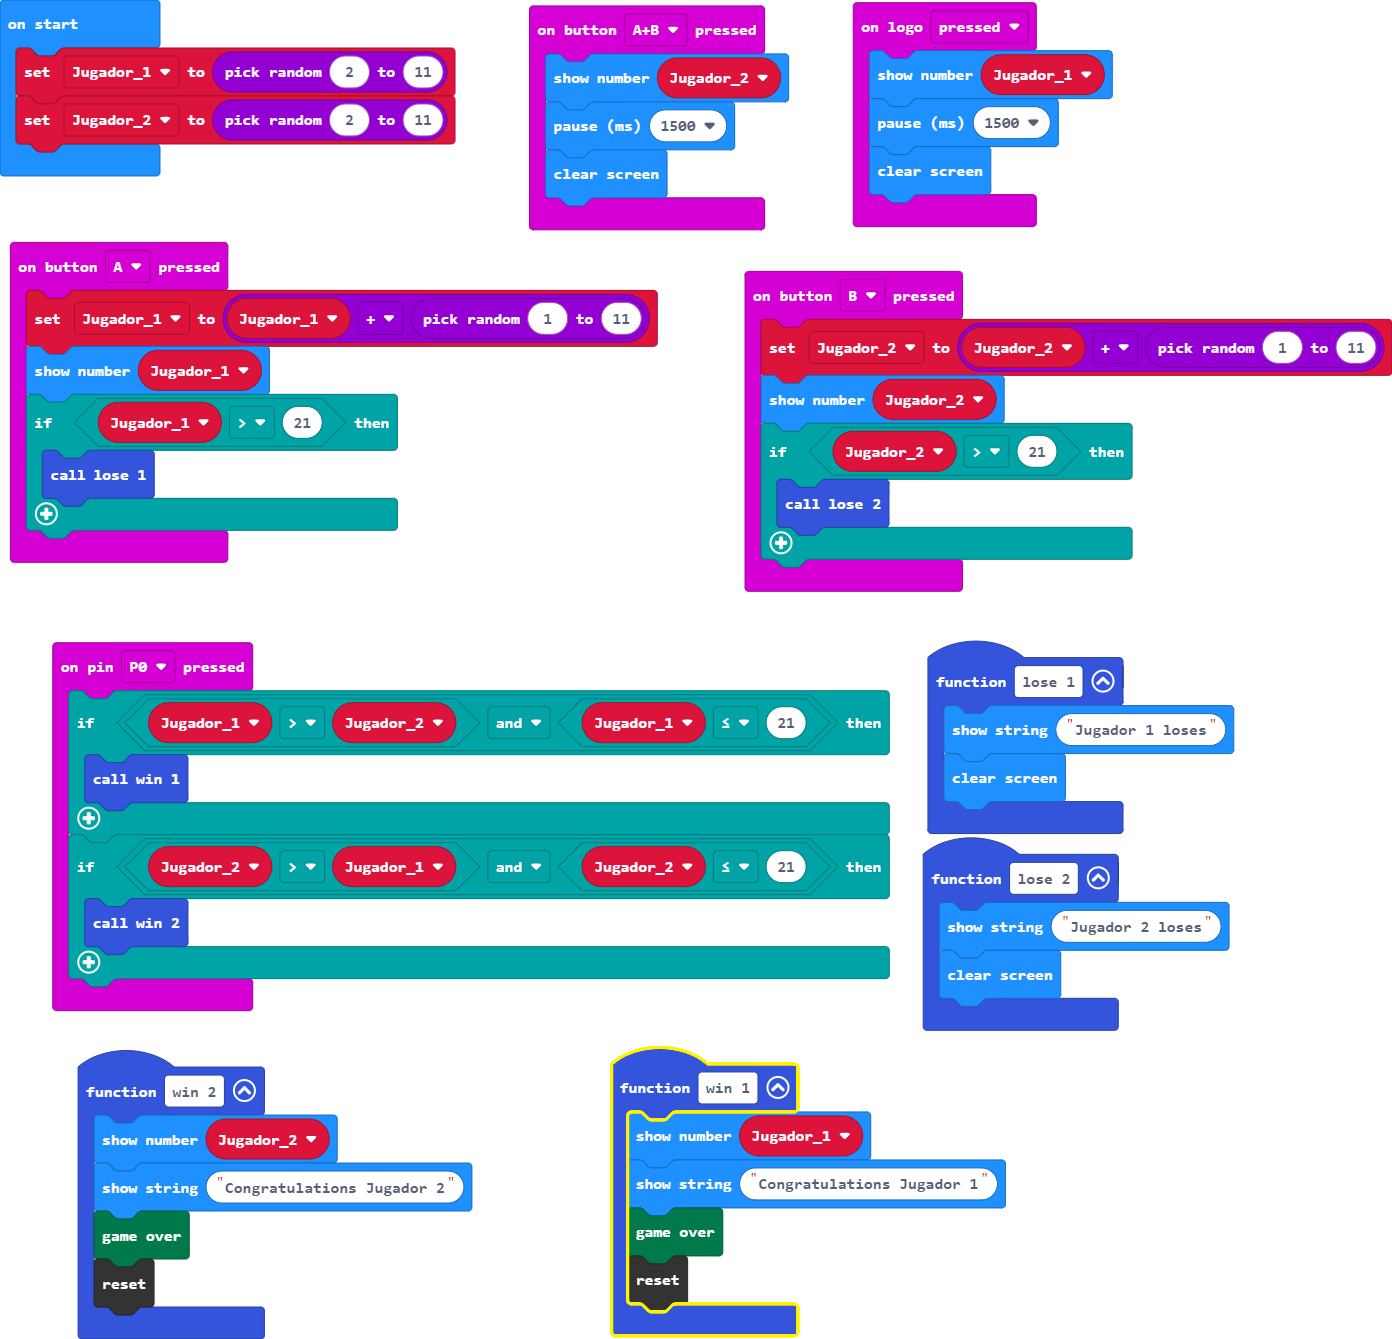 on start
set Jugador_1 to pick random 2 to 11
set Jugador_2 to pick random 2 to 11
on button A+B pressed
show number Jugador_2
pause (ms) 1500
clear screen
on logo pressed
show number Jugador_1
pause (ms) 1500
clear screen
on button A pressed
set Jugador_1 to Jugador_1 + pick random 1 to 11
show number Jugador_1
if Jugador_1 > 21 then
call lose 1
on button B pressed
set Jugador_2 to Jugador_2 + pick random 1 to 11
show number Jugador_2
if Jugador_2 > 21 then
call lose 2
on pin P0 pressed
if Jugador_1 > Jugador_2 and Jugador_1 ≤ 21 then
call win 1
if Jugador_2 > Jugador_1 and Jugador_2 ≤ 21 then
call win 2
function lose 1
show string "Jugador 1 loses"
clear screen
function lose 2
show string "Jugador 2 loses"
clear screen
function win 2
show number Jugador_2
show string "Congratulations Jugador 2"
game over
reset
function win 1
show number Jugador_1
show string "Congratulations Jugador 1"
game over
reset